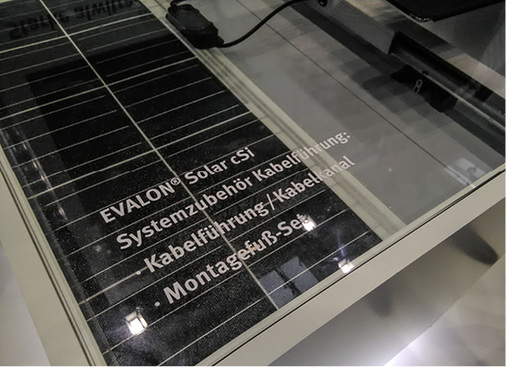 EVALON® Solar cSi
Systemzubehör Kabelführung:
· Kabelführung / Kabelkanal
· Montagefuß-Set